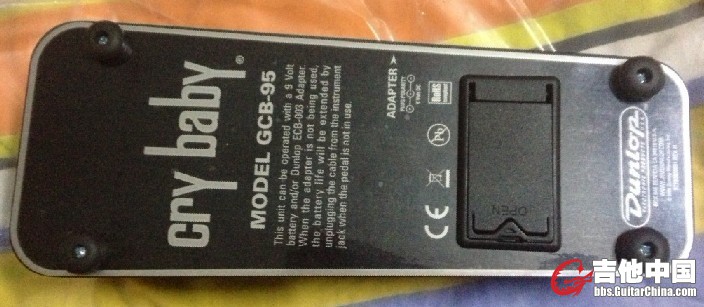 cry baby®
MODEL GCB-95
This unit can be operated with a 9 Volt
battery and/or Dunlop ECB-003 Adapter.
When the adapter is not being used,
the battery life will be extended by
unplugging the cable from the instrument
jack when the pedal is not in use.
ADAPTER >
RoHS
Pb
CE
OPEN
Dunlop
吉他中国
bbs.GuitarChina.com